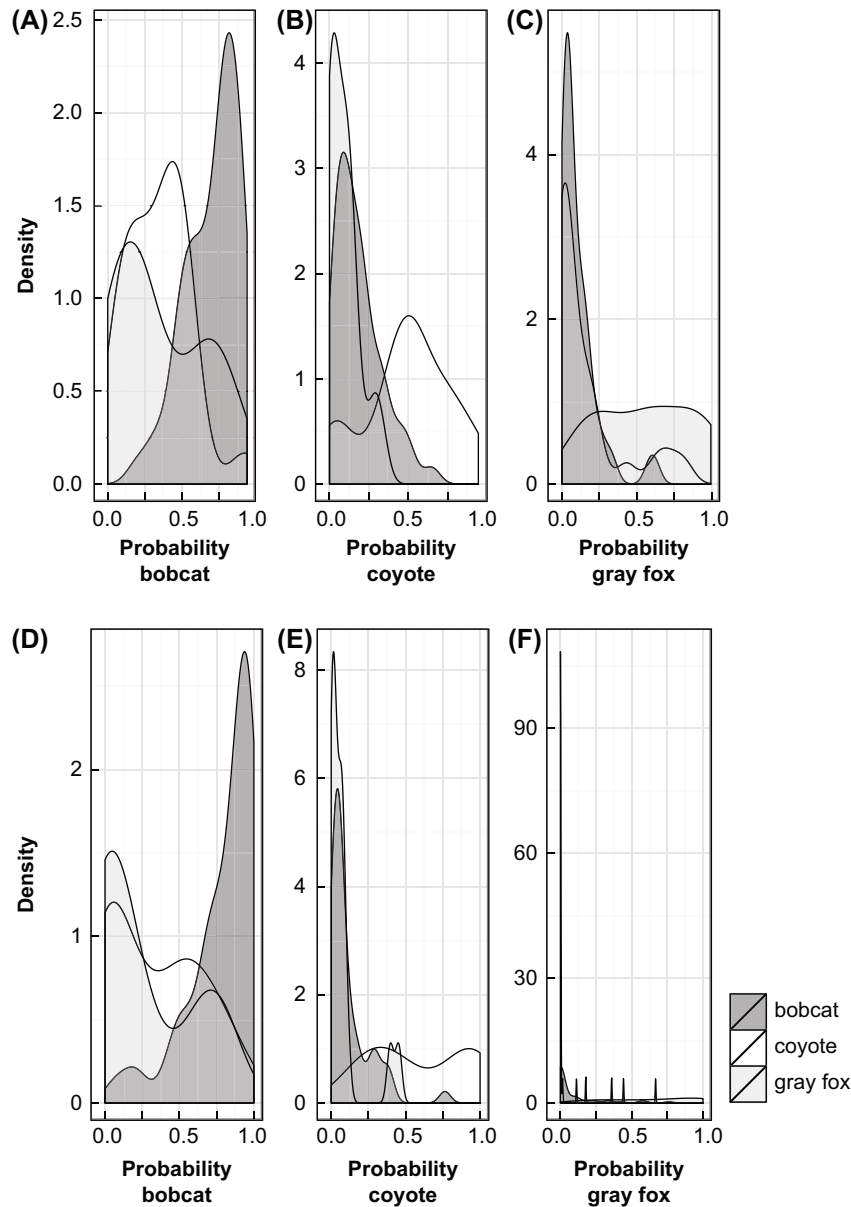 (A)
(B)
(C)
2.5
2.0
1.5
1.0
0.5
0.0
4
3
2
1
0
4
2
0
Density
0.0 0.5 1.0
0.0 0.5 1.0
0.0 0.5 1.0
Probability
bobcat
Probability
coyote
Probability
gray fox
(D)
(E)
(F)
2
1
0
8
6
4
2
0
90
60
30
0
Density
0.0 0.5 1.0
0.0 0.5 1.0
0.0 0.5 1.0
Probability
bobcat
Probability
coyote
Probability
gray fox
bobcat
coyote
gray fox